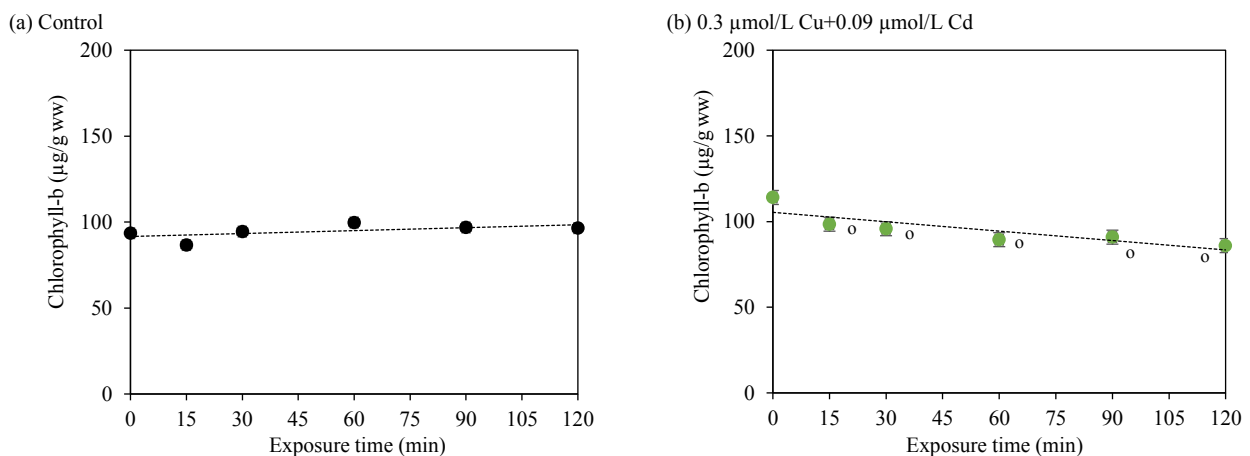 (a) Control
200
150
100
50
0
Chlorophyll-b (µg/g ww)
0 15 30 45 60 75 90 105 120
Exposure time (min)
(b) 0.3 µmol/L Cu+0.09 µmol/L Cd
200
150
100
50
0
Chlorophyll-b (µg/g ww)
o o o o o
0 15 30 45 60 75 90 105 120
Exposure time (min)